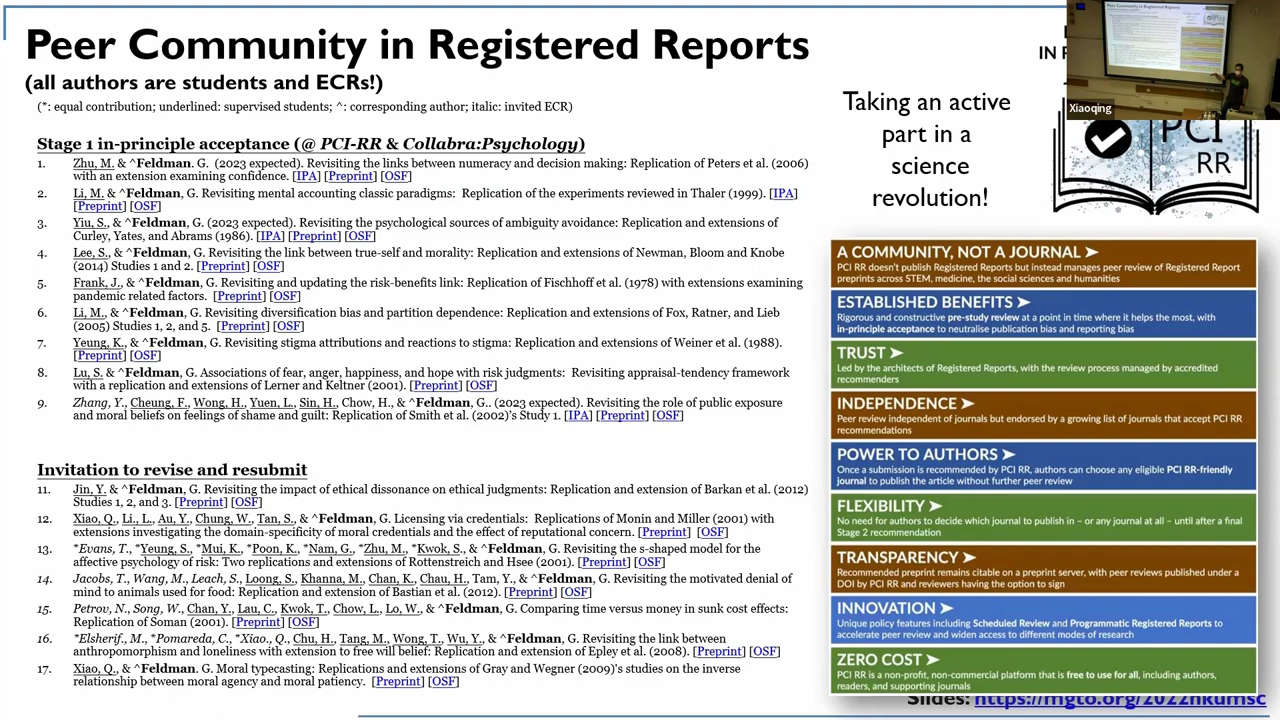 Peer Community in Registered Reports
(all authors are students and ECRs!)
(*: equal contribution; underlined: supervised students; ^: corresponding author; italic: invited ECR)
Stage 1 in-principle acceptance (@ PCI-RR & Collabra:Psychology)
1. Zhu, M. & ^Feldman. G. (2023 expected). Revisiting the links between numeracy and decision making: Replication of Peters et al. (2006)
with an extension examining confidence. [IPA] [Preprint] [OSF]
2. Li, M. & ^Feldman, G. Revisiting mental accounting classic paradigms: Replication of the experiments reviewed in Thaler (1999). [IPA]
[Preprint] [OSF]
3. Yiu, S., & ^Feldman, G. (2023 expected). Revisiting the psychological sources of ambiguity avoidance: Replication and extensions of
Curley, Yates, and Abrams (1986). [IPA] [Preprint] [OSF]
4. Lee, S., & ^Feldman, G. Revisiting the link between true-self and morality: Replication and extensions of Newman, Bloom and Knobe
(2014) Studies 1 and 2. [Preprint] [OSF]
5. Frank, J., & ^Feldman, G. Revisiting and updating the risk-benefits link: Replication of Fischhoff et al. (1978) with extensions examining
pandemic related factors. [Preprint] [OSF]
6. Li, M., & ^Feldman, G. Revisiting diversification bias and partition dependence: Replication and extensions of Fox, Ratner, and Lieb
(2005) Studies 1, 2, and 5. [Preprint] [OSF]
7. Yeung, K., & ^Feldman, G. Revisiting stigma attributions and reactions to stigma: Replication and extensions of Weiner et al. (1988).
[Preprint] [OSF]
8. Lu, S. & ^Feldman, G. Associations of fear, anger, happiness, and hope with risk judgments: Revisiting appraisal-tendency framework
with a replication and extensions of Lerner and Keltner (2001). [Preprint] [OSF]
9. Zhang, Y., Cheung, F., Wong, H., Yuen, L., Sin, H., Chow, H., & ^Feldman, G.. (2023 expected). Revisiting the role of public exposure
and moral beliefs on feelings of shame and guilt: Replication of Smith et al. (2002)'s Study 1. [IPA] [Preprint] [OSF]
Invitation to revise and resubmit
11. Jin, Y. & ^Feldman, G. Revisiting the impact of ethical dissonance on ethical judgments: Replication and extension of Barkan et al. (2012)
Studies 1, 2, and 3. [Preprint] [OSF]
12. Xiao, Q., Li., L., Au, Y., Chung, W., Tan, S., & ^Feldman, G. Licensing via credentials: Replications of Monin and Miller (2001) with
extensions investigating the domain-specificity of moral credentials and the effect of reputational concern. [Preprint] [OSF]
13. *Evans, T., *Yeung, S., *Mui, K., *Poon, K., *Nam, G., *Zhu, M., *Kwok, S., & ^Feldman, G. Revisiting the s-shaped model for the
affective psychology of risk: Two replications and extensions of Rottenstreich and Hsee (2001). [Preprint] [OSF]
14. Jacobs, T., Wang, M., Leach, S., Loong, S., Khanna, M., Chan, K., Chau, H., Tam, Y., & ^Feldman, G. Revisiting the motivated denial of
mind to animals used for food: Replication and extension of Bastian et al. (2012). [Preprint] [OSF]
15. Petrov, N., Song, W., Chan, Y., Lau, C., Kwok, T., Chow, L., Lo, W., & ^Feldman, G. Comparing time versus money in sunk cost effects:
Replication of Soman (2001). [Preprint] [OSF]
16. *Elsherif, M., *Pomareda, C., *Xiao, Q., Chu, H., Tang, M., Wong, T., Wu, Y., & ^Feldman, G. Revisiting the link between
anthropomorphism and loneliness with extension to free will belief: Replication and extension of Epley et al. (2008). [Preprint] [OSF]
17. Xiao, Q., & ^Feldman. G. Moral typecasting: Replications and extensions of Gray and Wegner (2009)'s studies on the inverse
relationship between moral agency and moral patiency. [Preprint] [OSF]
Taking an active
part in a
science
revolution!
Xiaoqing
PCI
RR
A COMMUNITY, NOT A JOURNAL ➤
PCI RR doesn't publish Registered Reports but instead manages peer review of Registered Report
preprints across STEM, medicine, the social sciences and humanities
ESTABLISHED BENEFITS ➤
Rigorous and constructive pre-study review at a point in time where it helps the most, with
in-principle acceptance to neutralise publication bias and reporting bias
TRUST ➤
Led by the architects of Registered Reports, with the review process managed by accredited
recommenders
INDEPENDENCE ➤
Peer review independent of journals but endorsed by a growing list of journals that accept PCI RR
recommendations
POWER TO AUTHORS ➤
Once a submission is recommended by PCI RR, authors can choose any eligible PCI RR-friendly
journal to publish the article without further peer review
FLEXIBILITY ➤
No need for authors to decide which journal to publish in – or any journal at all – until after a final
Stage 2 recommendation
TRANSPARENCY ➤
Recommended preprint remains citable on a preprint server, with peer reviews published under a
DOI by PCI RR and reviewers having the option to sign
INNOVATION ➤
Unique policy features including Scheduled Review and Programmatic Registered Reports to
accelerate peer review and widen access to different modes of research
ZERO COST ➤
PCI RR is a non-profit, non-commercial platform that is free to use for all, including authors,
readers, and supporting journals
Slides: https://mgto.org/2022hkumsc